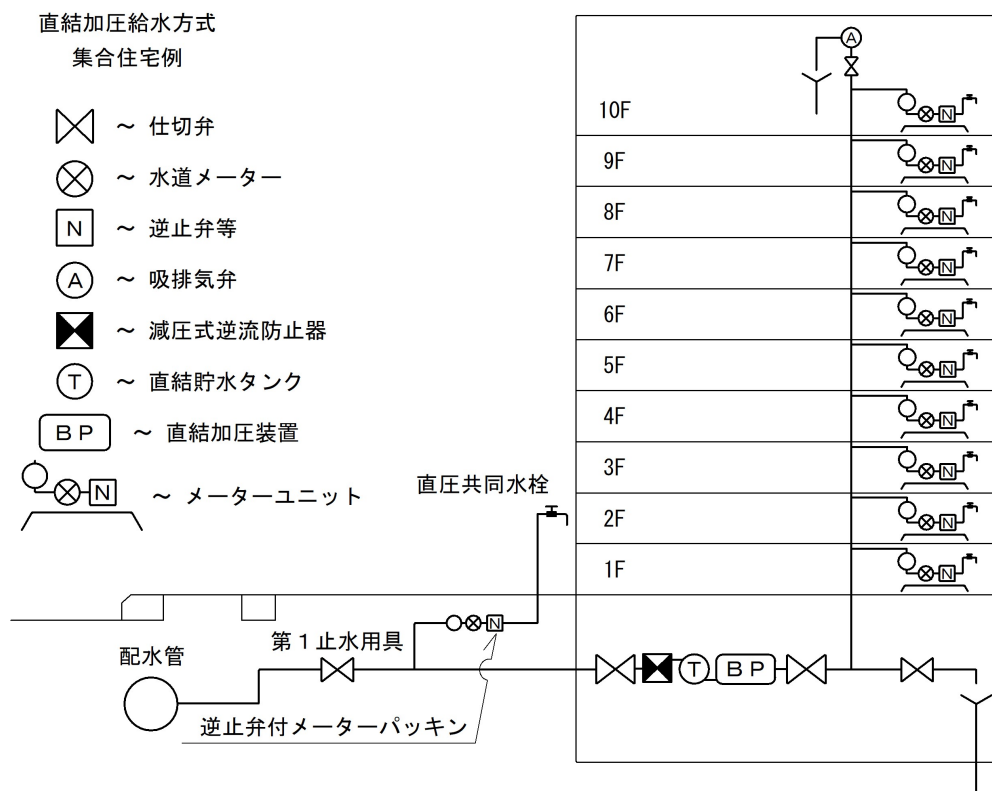 直結加圧給水方式
集合住宅例
～ 仕切弁
～ 水道メーター
N ～ 逆止弁等
A ～ 吸排気弁
～ 減圧式逆流防止器
T ～ 直結貯水タンク
BP ～ 直結加圧装置
N ～ メーターユニット
A
10F N
9F N
8F N
7F N
6F N
5F N
4F N
3F N
2F N
1F N
直圧共同水栓
N
第1止水用具
配水管
T BP
逆止弁付メーターパッキン